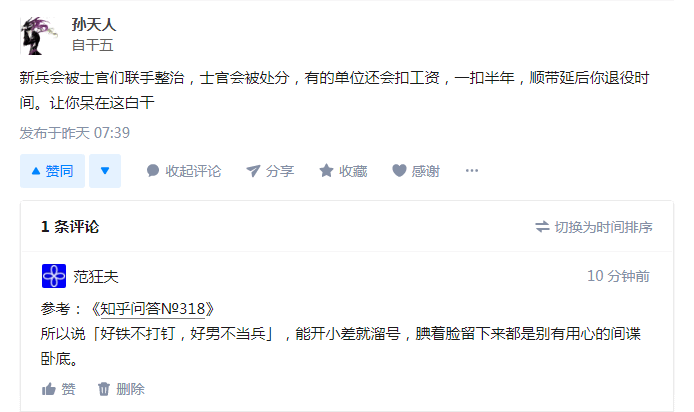 孙天人
自干五
新兵会被士官们联手整治，士官会被处分，有的单位还会扣工资，一扣半年，顺带延后你退役时
间。让你呆在这白干
发布于昨天 07:39
赞同
收起评论
分享
收藏
感谢
1 条评论
切换为时间排序
范狂夫
10 分钟前
参考：《知乎问答№318》
所以说「好铁不打钉，好男不当兵」，能开小差就溜号，腆着脸留下来都是别有用心的间谍
卧底。
赞
删除